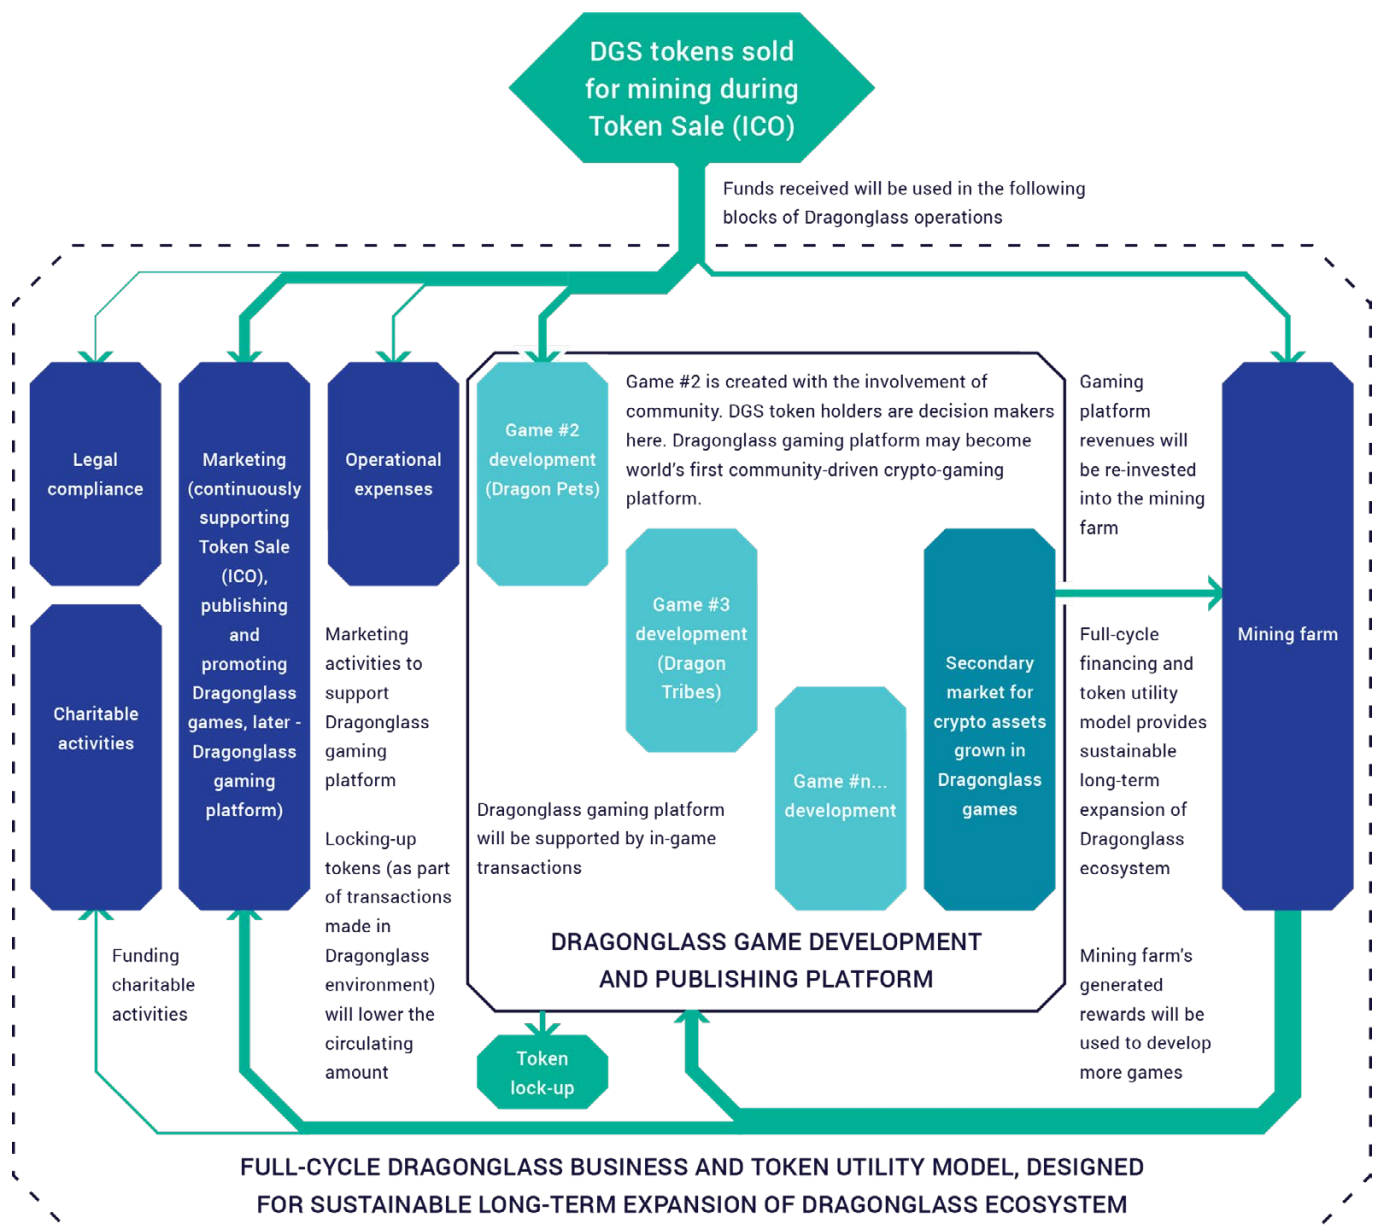 DGS tokens sold
for mining during
Token Sale (ICO)
Funds received will be used in the following
blocks of Dragonglass operations
Legal
compliance
Marketing
(continuously
supporting
Token Sale
(ICO),
publishing
and
promoting
Dragonglass
games, later -
Dragonglass
gaming
platform)
Operational
expenses
Game #2
development
(Dragon Pets)
Game #2 is created with the involvement of
community. DGS token holders are decision makers
here. Dragonglass gaming platform may become
world's first community-driven crypto-gaming
platform.
Gaming
platform
revenues will
be re-invested
into the mining
farm
Charitable
activities
Marketing
activities to
support
Dragonglass
gaming
platform
Game #3
development
(Dragon
Tribes)
Game #n...
development
Secondary
market for
crypto assets
grown in
Dragonglass
games
Full-cycle
financing and
token utility
model provides
sustainable
long-term
expansion of
Dragonglass
ecosystem
Mining farm
Dragonglass gaming platform
will be supported by in-game
transactions
Locking-up
tokens (as part
of transactions
made in
Dragonglass
environment)
will lower the
circulating
amount
DRAGONGLASS GAME DEVELOPMENT
AND PUBLISHING PLATFORM
Funding
charitable
activities
Token
lock-up
Mining farm's
generated
rewards will be
used to develop
more games
FULL-CYCLE DRAGONGLASS BUSINESS AND TOKEN UTILITY MODEL, DESIGNED
FOR SUSTAINABLE LONG-TERM EXPANSION OF DRAGONGLASS ECOSYSTEM